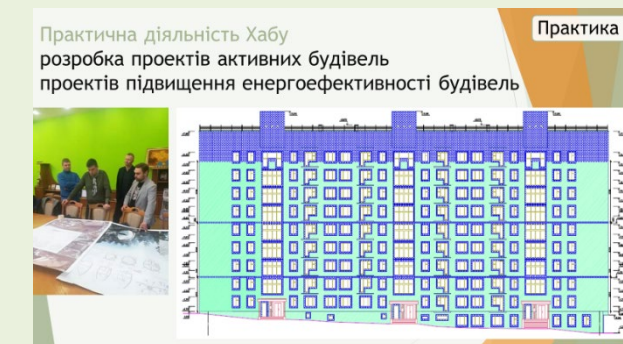 Практична діяльність Хабу
Практика
розробка проектів активних будівель
проектів підвищення енергоефективності будівель